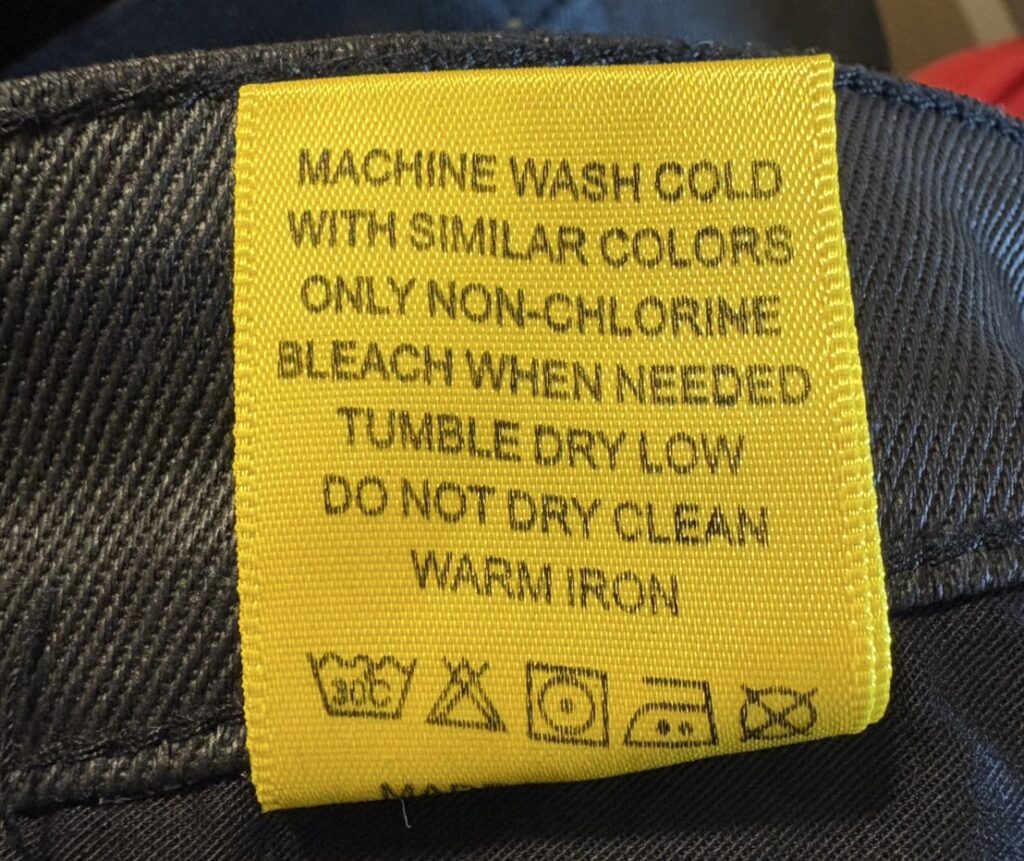 MACHINE WASH COLD
WITH SIMILAR COLORS
ONLY NON-CHLORINE
BLEACH WHEN NEEDED
TUMBLE DRY LOW
DO NOT DRY CLEAN
WARM IRON
30C